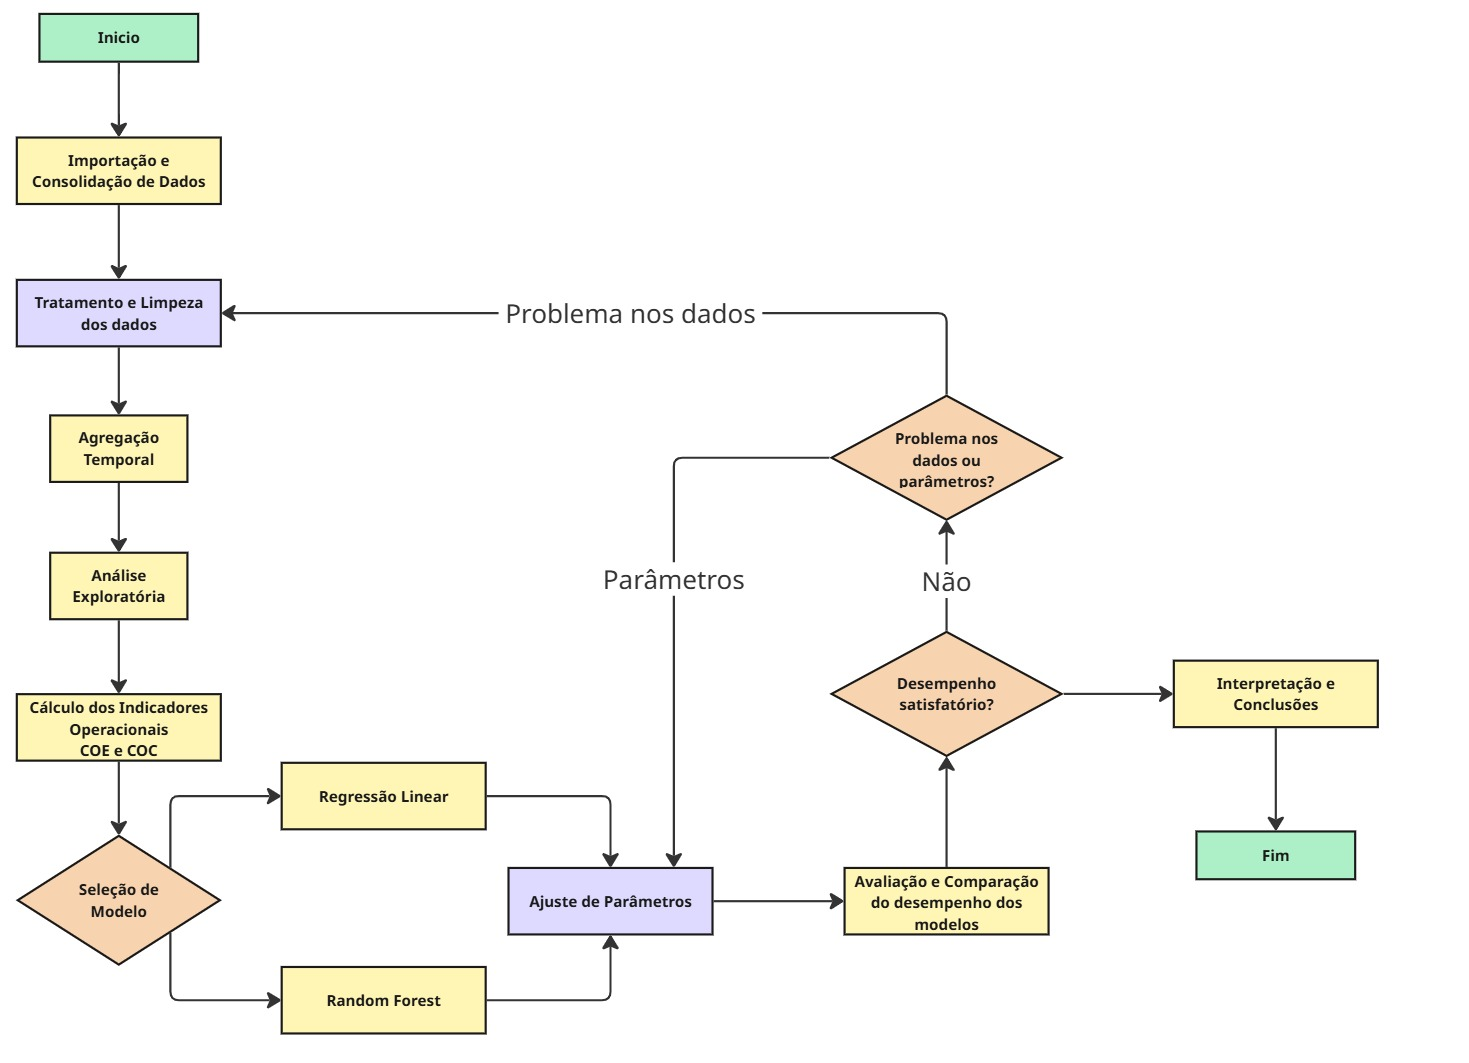 Inicio
Importação e
Consolidação de Dados
Tratamento e Limpeza
dos dados
Problema nos dados
Agregação
Temporal
Problema nos
dados ou
parâmetros?
Análise
Exploratória
Parâmetros
Não
Cálculo dos Indicadores
Operacionais
COE e COC
Desempenho
satisfatório?
Interpretação e
Conclusões
Regressão Linear
Seleção de
Modelo
Ajuste de Parâmetros
Avaliação e Comparação
do desempenho dos
modelos
Fim
Random Forest